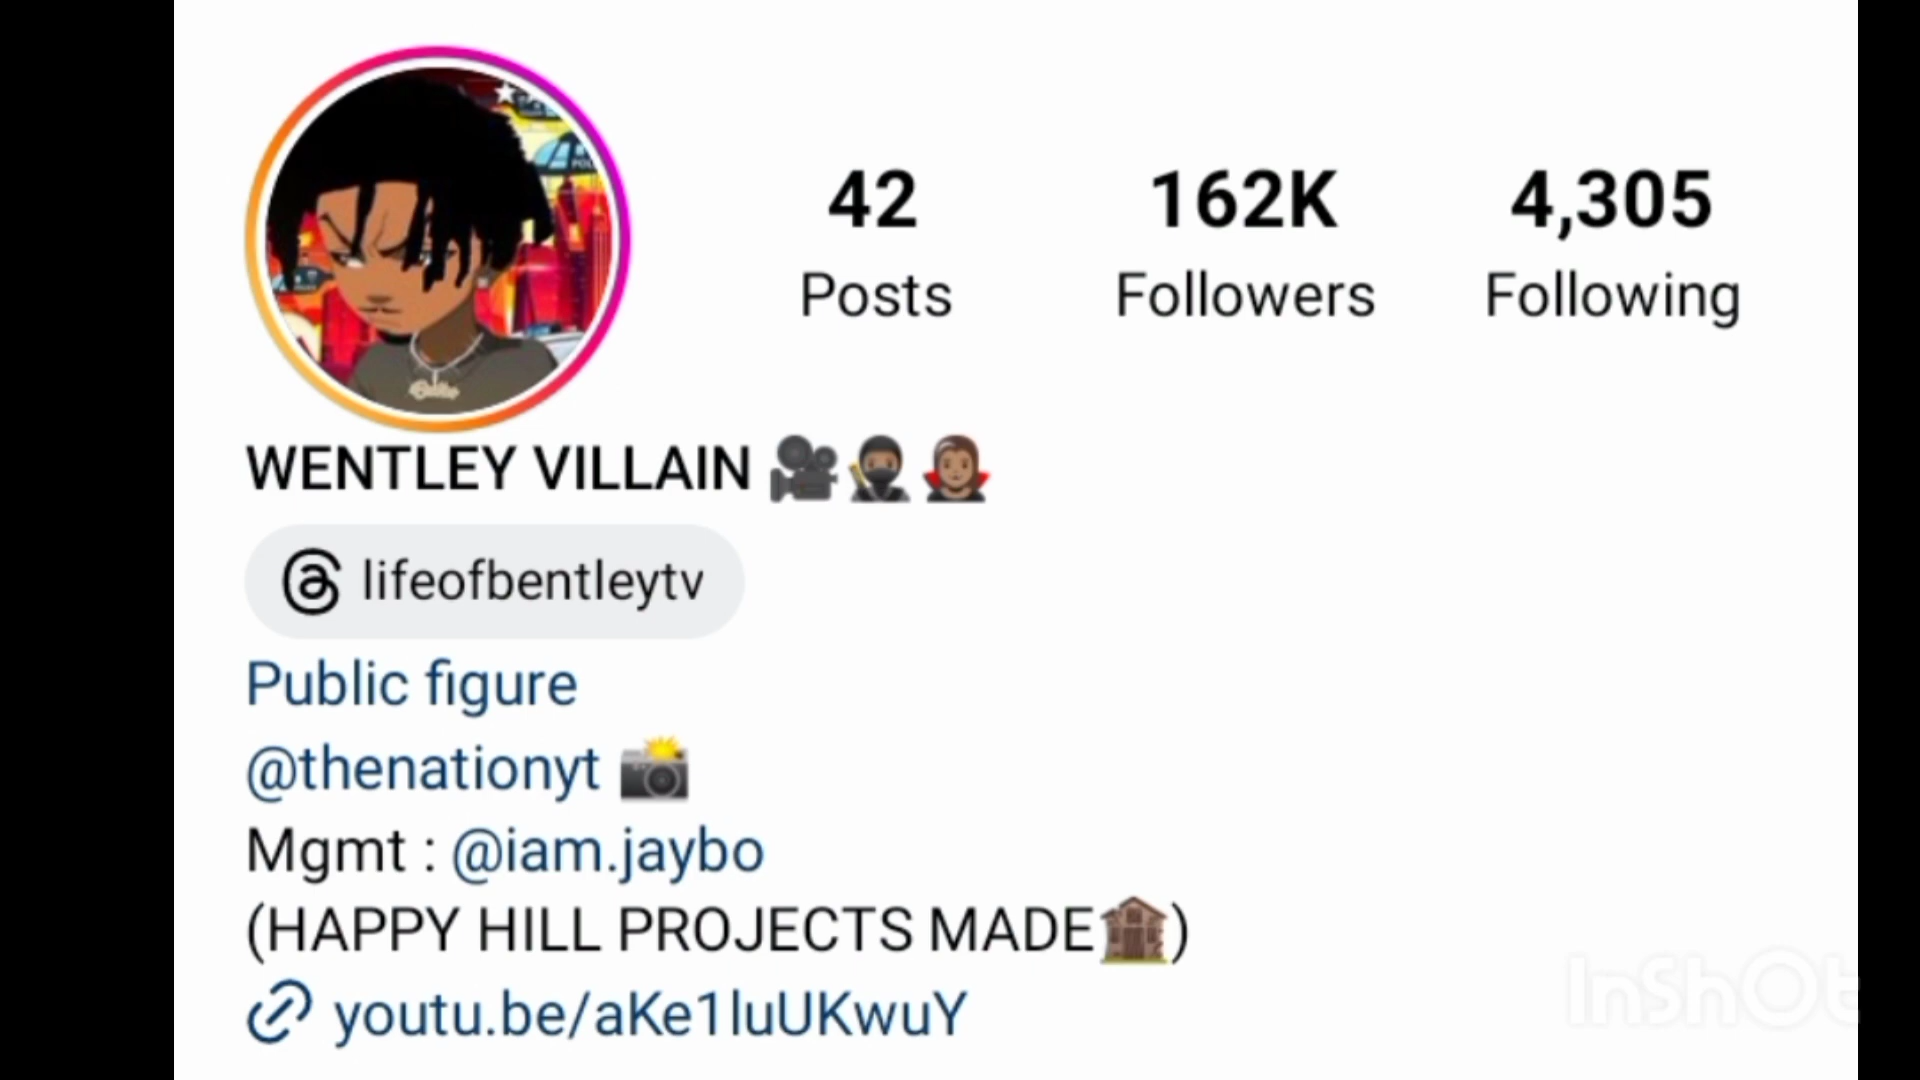 42 162K 4,305
Posts Followers Following
WENTLEY VILLAIN 🎥🥷🏽🧛🏽
lifeofbentleytv
Public figure
@thenationyt 📸
Mgmt : @iam.jaybo
(HAPPY HILL PROJECTS MADE🏚)
youtu.be/aKe1luUKwuY
InShOt